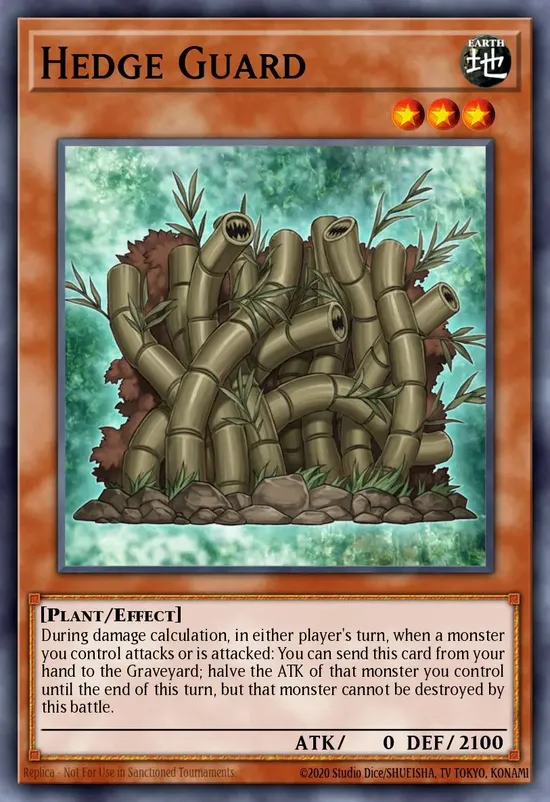 HEDGE GUARD
EARTH
地
[PLANT/EFFECT]
During damage calculation, in either player's turn, when a monster
you control attacks or is attacked: You can send this card from your
hand to the Graveyard; halve the ATK of that monster you control
until the end of this turn, but that monster cannot be destroyed by
this battle.
ATK/ 0 DEF/2100
Replica - Not For Use in Sanctioned Tournaments
©2020 Studio Dice/SHUEISHA, TV TOKYO, KONAMI